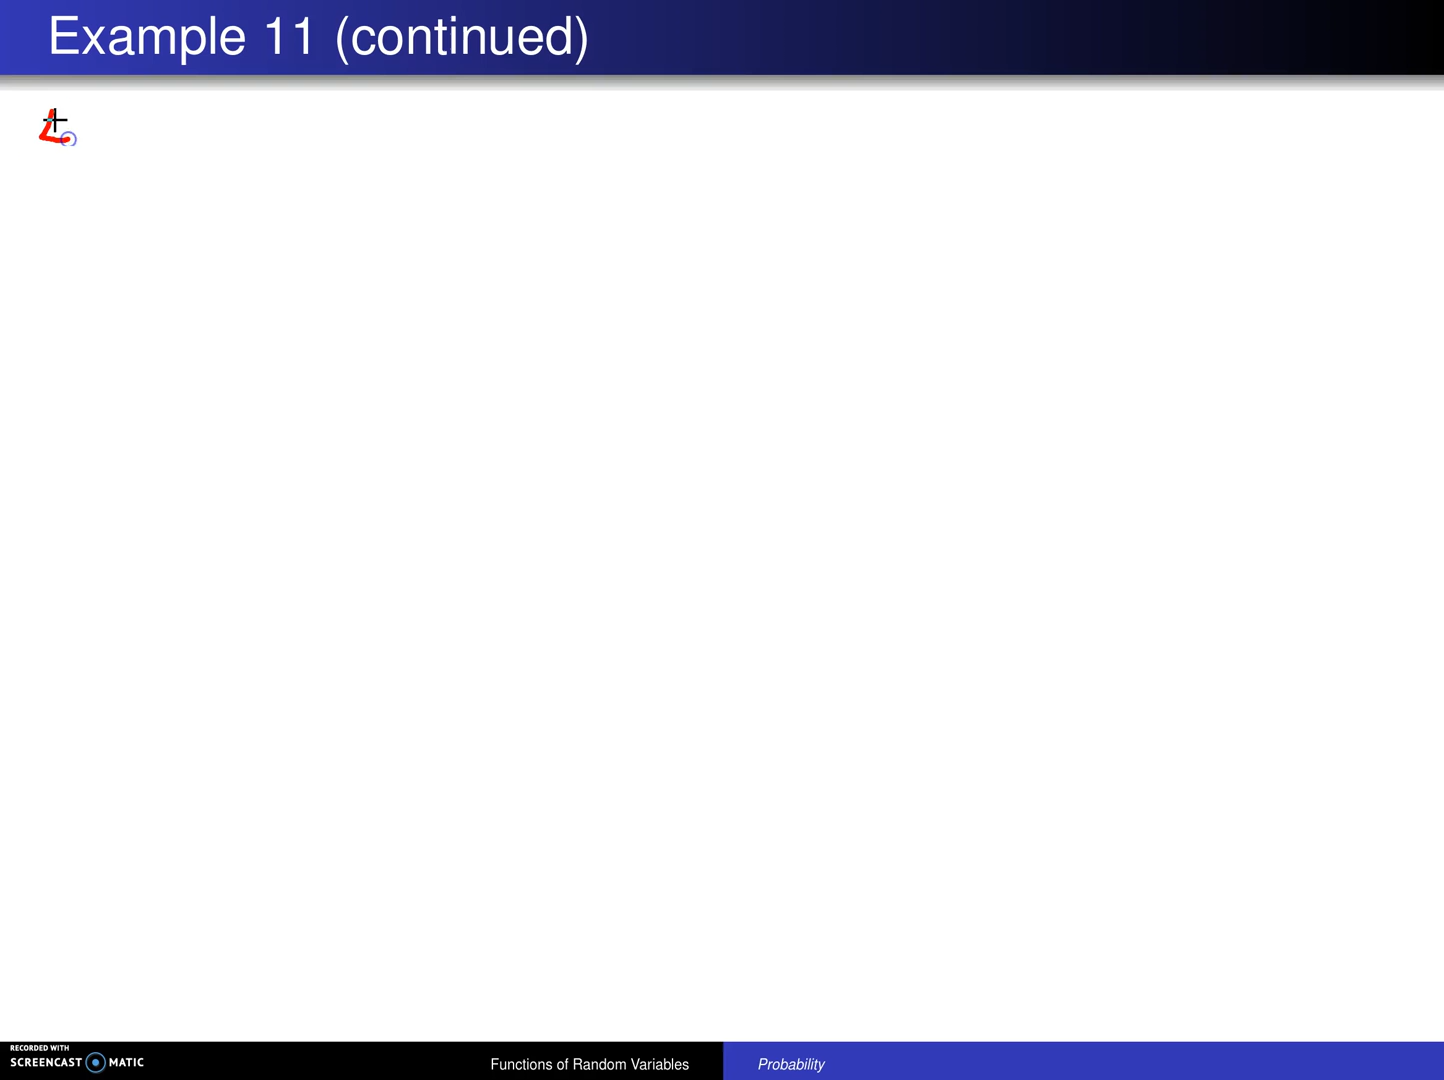 Example 11 (continued)
RECORDED WITH
SCREENCAST MATIC
Functions of Random Variables
Probability